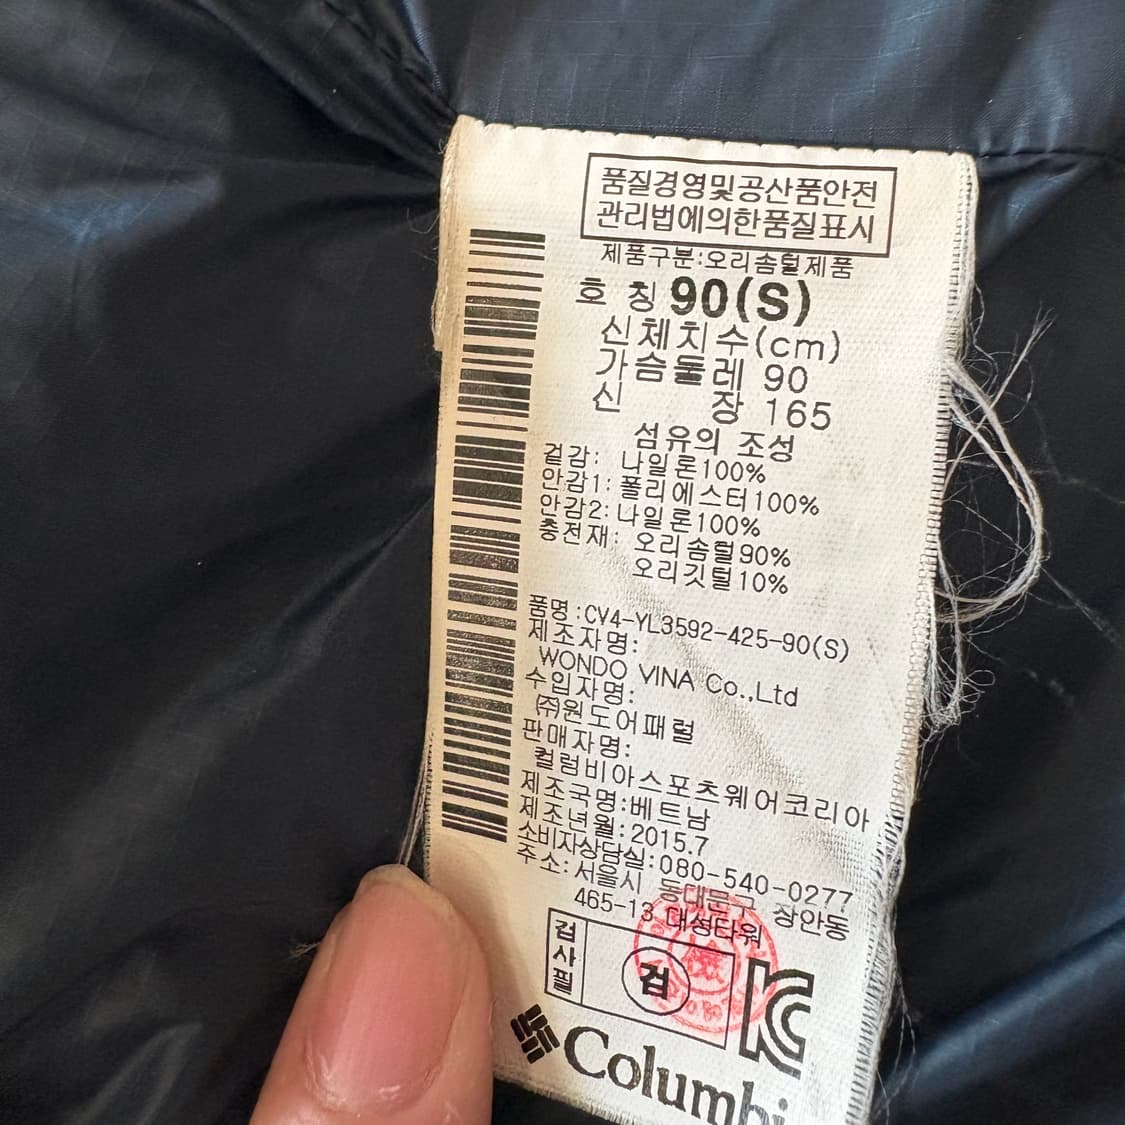 품질경영및공산품안전
관리법에의한품질표시
제품구분:오리솜털제품
호 칭 90(S)
신체치수(cm)
가슴둘레 90
신 장 165
섬유의 조성
겉감: 나일론100%
안감1: 폴리에스터100%
안감2: 나일론100%
충전재: 오리솜털90%
오리깃털10%
품명:CV4-YL3592-425-90(S)
제조자명:
WONDO VINA Co.,Ltd
수입자명:
㈜원도어패럴
판매자명:
컬럼비아스포츠웨어코리아
제조국명:베트남
제조년월:2015.7
소비자상담실:080-540-0277
주소:서울시 동대문구 장안동
465-13 대성타워
검사필
검
KC
Columbi